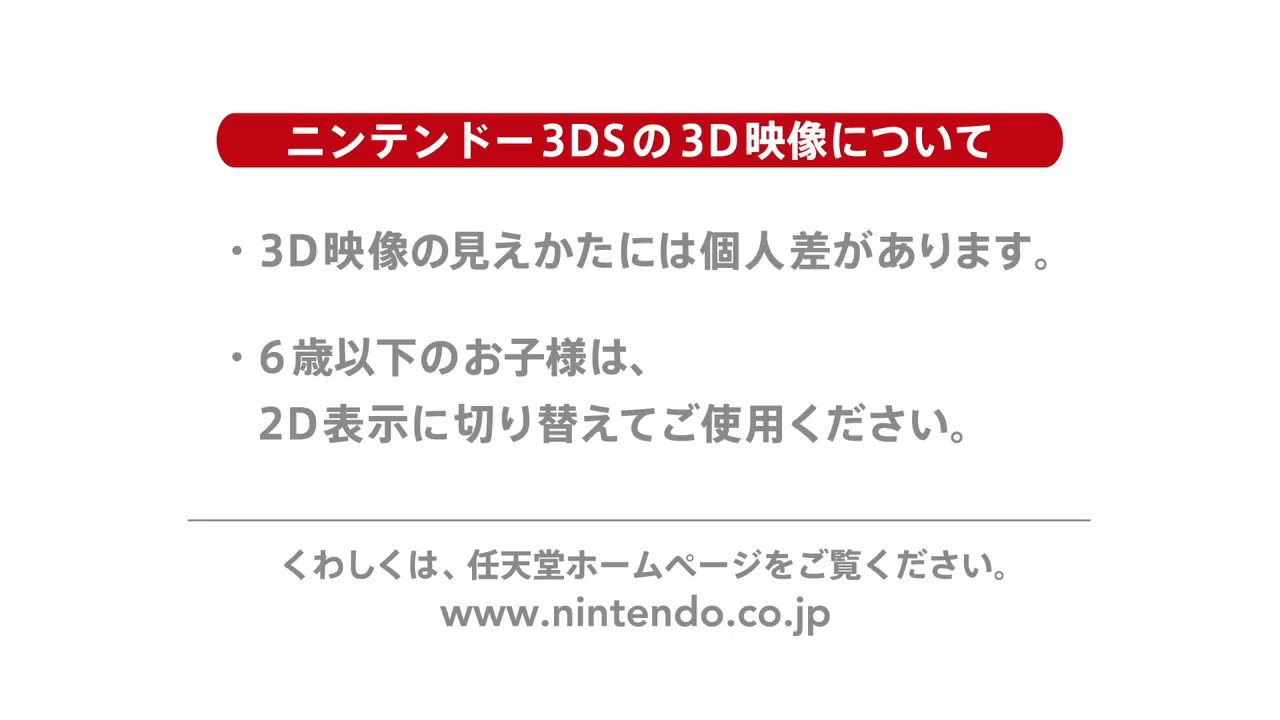 ニンテンドー3DSの3D映像について
・3D映像の見えかたには個人差があります。
・6歳以下のお子様は、
2D表示に切り替えてご使用ください。
くわしくは、任天堂ホームページをご覧ください。
www.nintendo.co.jp